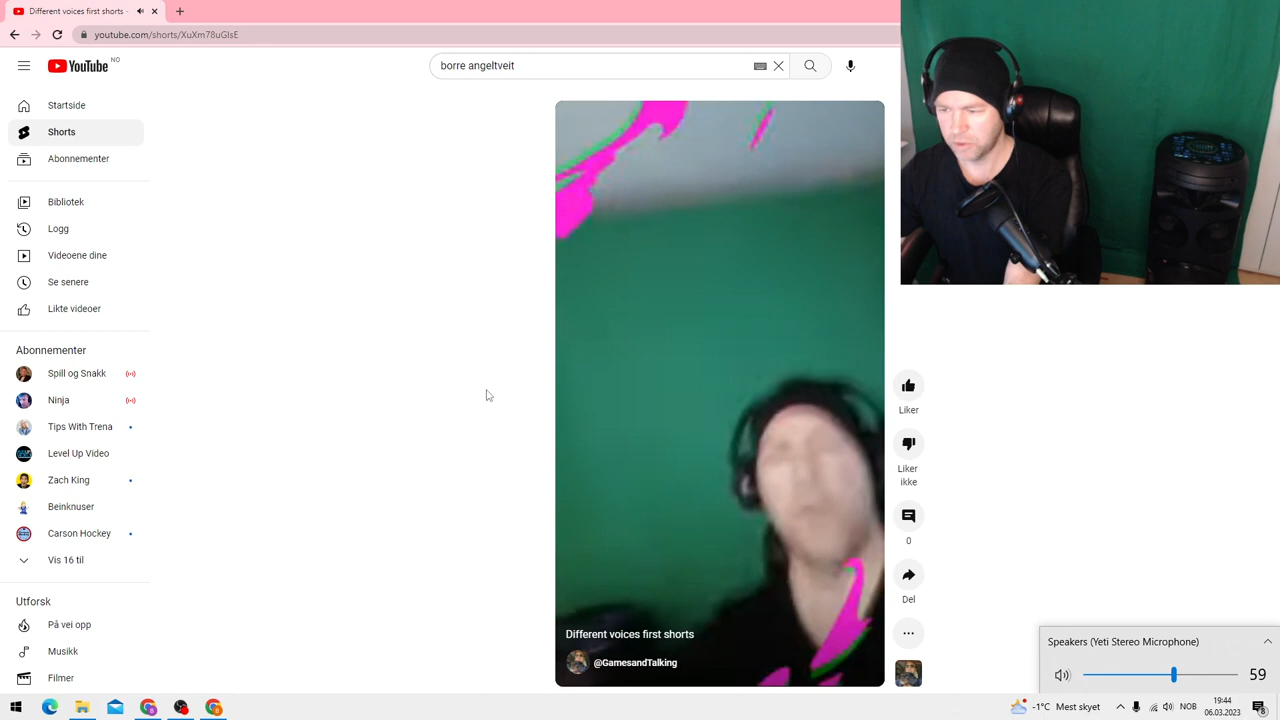 Different voices first shorts -
youtube.com/shorts/XuXm78uGIsE
YouTube NO
borre angeltveit
Startside
Shorts
Abonnementer
Bibliotek
Logg
Videoene dine
Se senere
Likte videoer
Abonnementer
Spill og Snakk
Ninja
Tips With Trena
Level Up Video
Zach King
Beinknuser
Carson Hockey
Vis 16 til
Utforsk
På vei opp
Musikk
Filmer
Different voices first shorts
@GamesandTalking
Liker
Liker
ikke
0
Del
Speakers (Yeti Stereo Microphone)
59
-1°C Mest skyet
NOB
19:44
06.03.2023